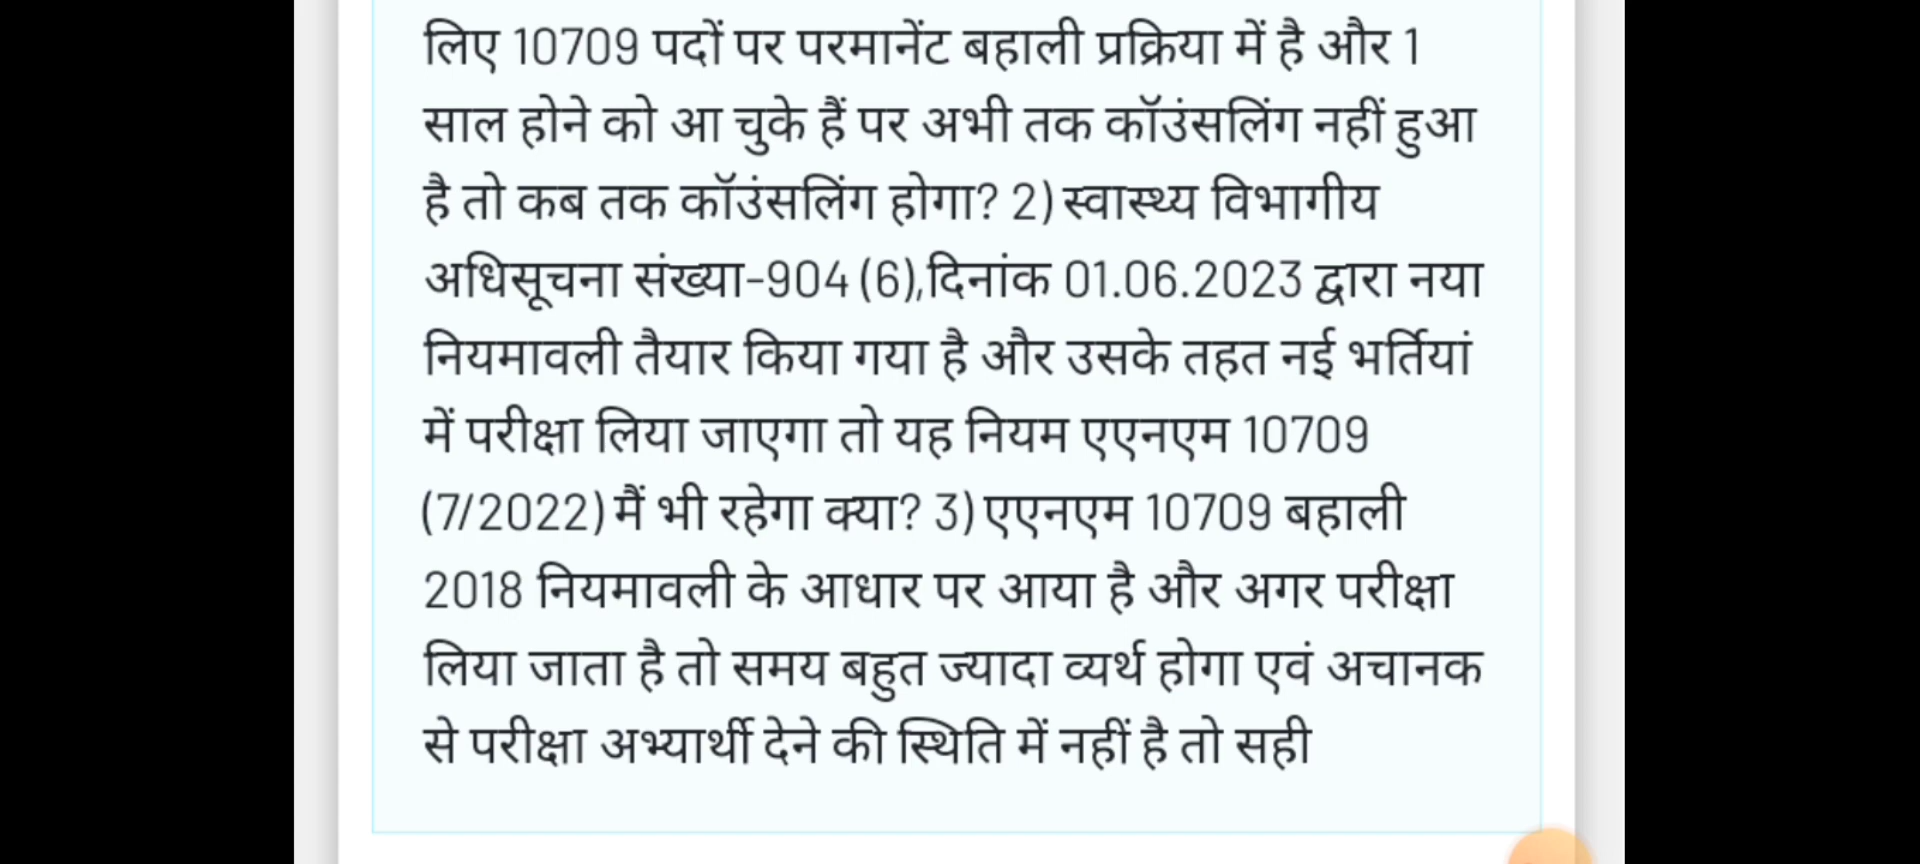 लिए 10709 पदों पर परमानेंट बहाली प्रक्रिया में है और 1
साल होने को आ चुके हैं पर अभी तक कॉउंसलिंग नहीं हुआ
है तो कब तक कॉउंसलिंग होगा? 2) स्वास्थ्य विभागीय
अधिसूचना संख्या-904 (6),दिनांक 01.06.2023 द्वारा नया
नियमावली तैयार किया गया है और उसके तहत नई भर्तियां
में परीक्षा लिया जाएगा तो यह नियम एएनएम 10709
(7/2022) मैं भी रहेगा क्या? 3) एएनएम 10709 बहाली
2018 नियमावली के आधार पर आया है और अगर परीक्षा
लिया जाता है तो समय बहुत ज्यादा व्यर्थ होगा एवं अचानक
से परीक्षा अभ्यार्थी देने की स्थिति में नहीं है तो सही